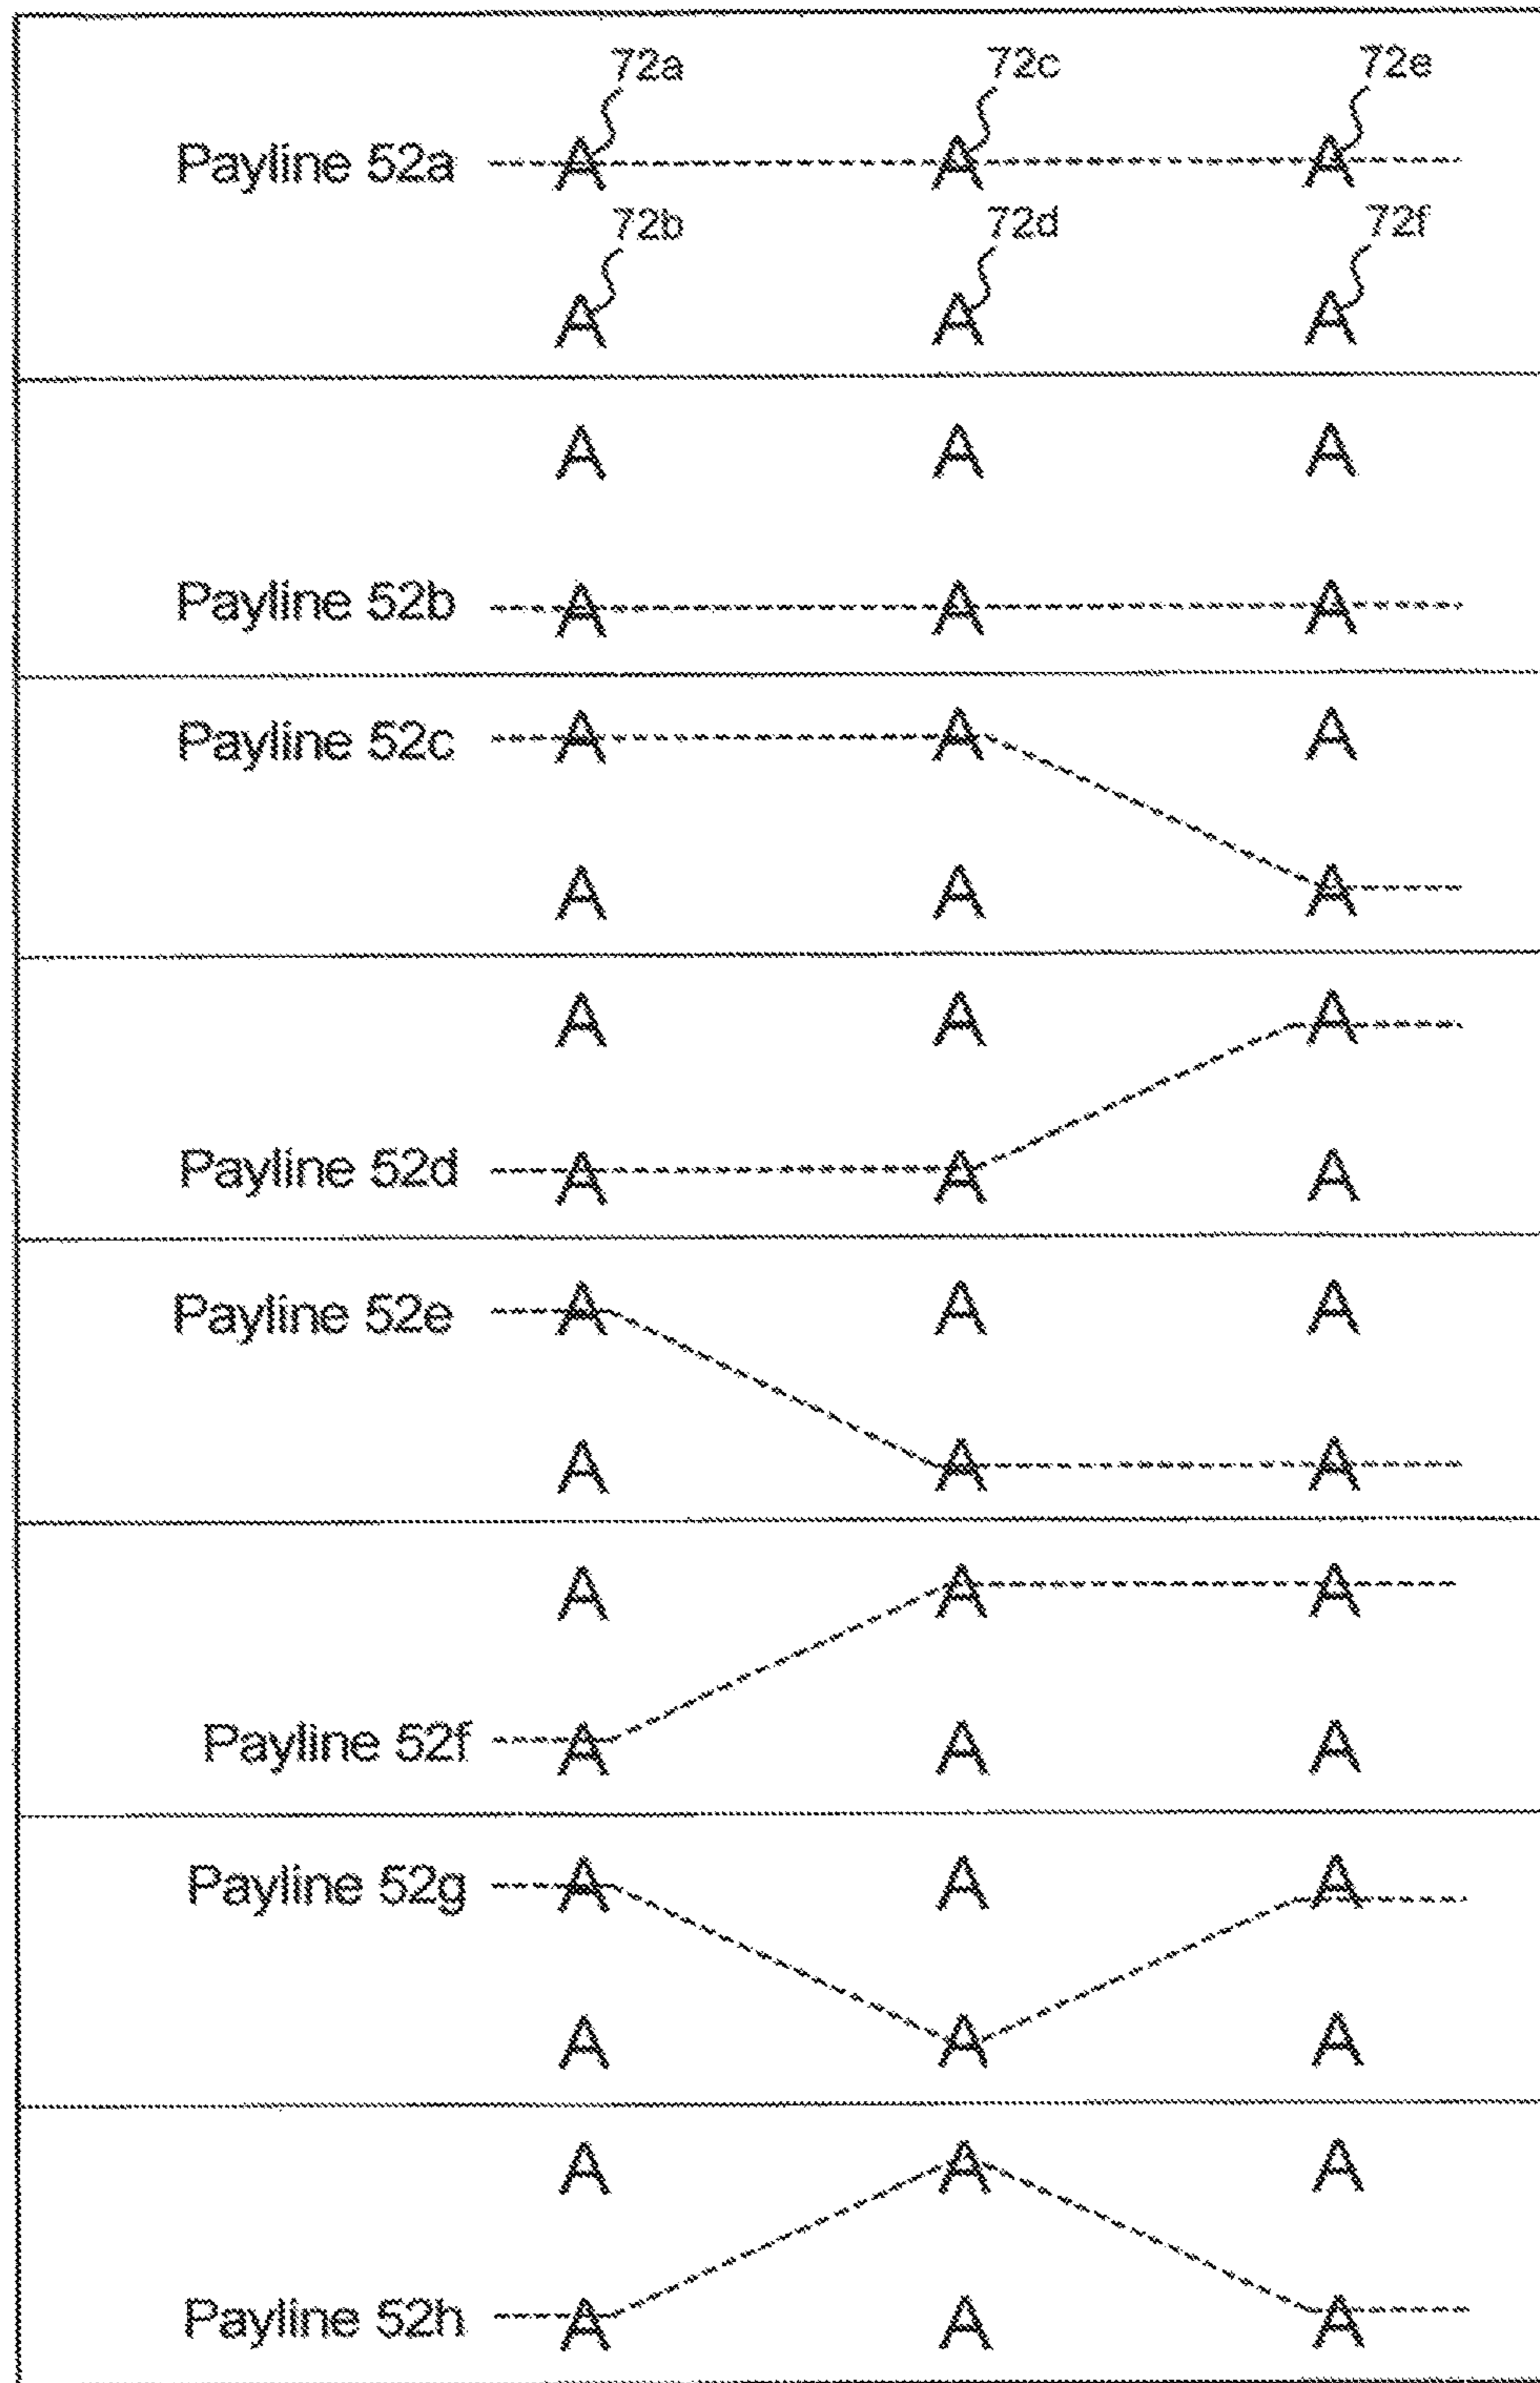 72a 72c 72e
Payline 52a A A A
72b 72d 72f
A A A
A A A
Payline 52b A A A
Payline 52c A A A
A A A
A A A
Payline 52d A A A
Payline 52e A A A
A A A
A A A
Payline 52f A A A
Payline 52g A A A
A A A
A A A
Payline 52h A A A